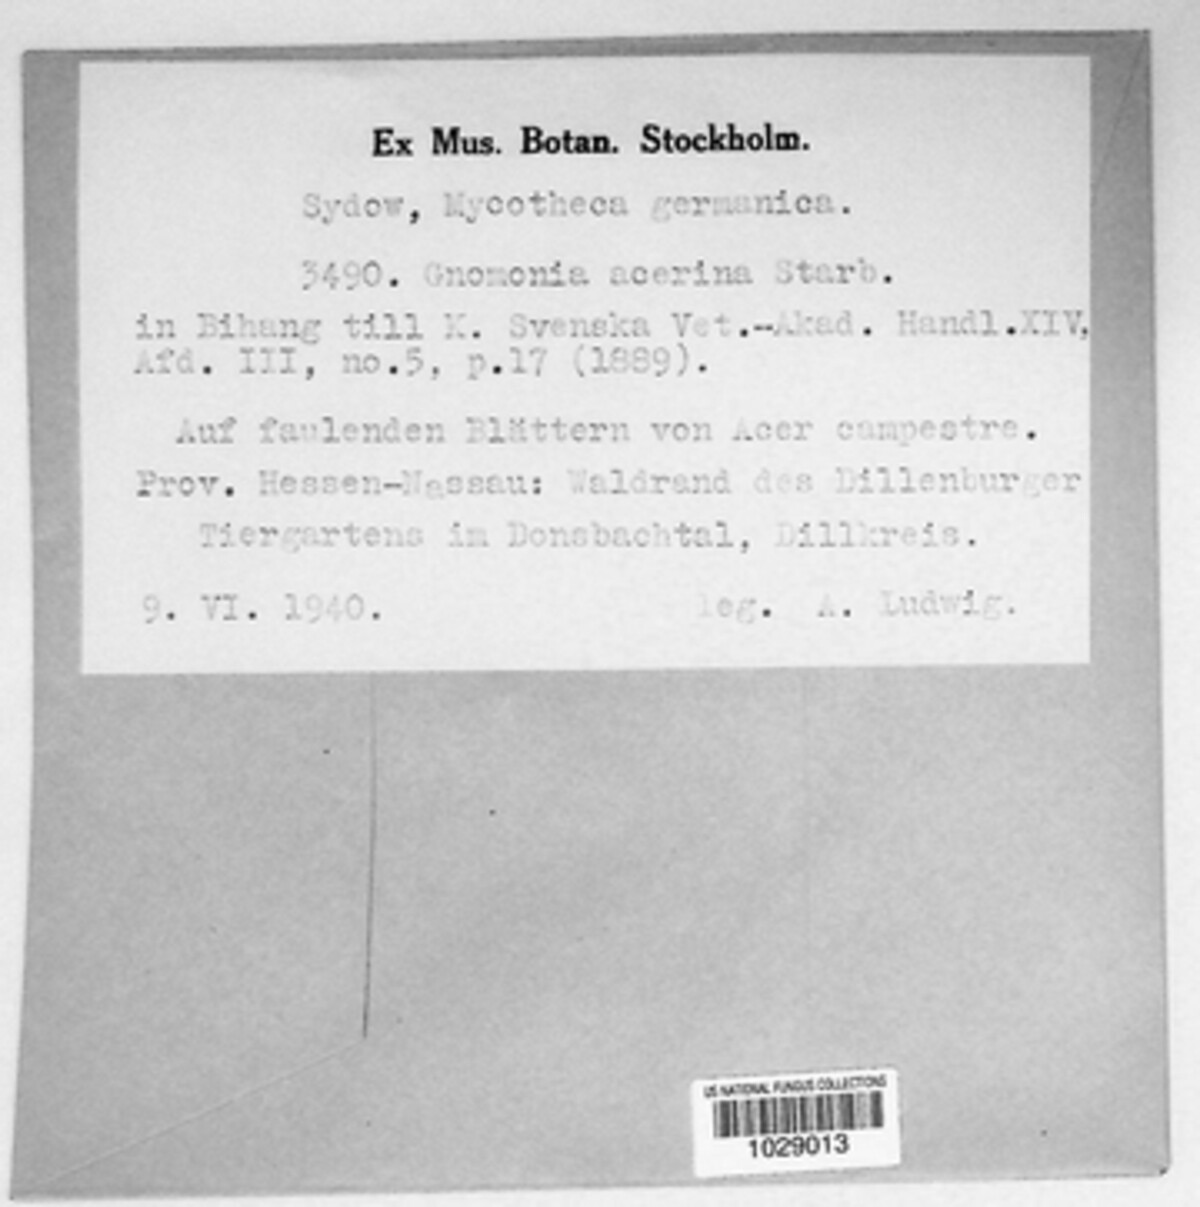 Ex Mus. Botan. Stockholm.
Sydow, Mycotheca germanica.
3490. Gnomonia acerina Starb.
in Bihang till K. Svenska Vet.-Akad. Handl.XIV,
Afd. III, no.5, p.17 (1889).
Auf faulenden Blättern von Acer campestre.
Prov. Hessen-Nassau: Waldrand des Dillenburger
Tiergartens im Donsbachtal, Dillkreis.
9. VI. 1940. leg. A. Ludwig.
US NATIONAL FUNGUS COLLECTIONS
1029013